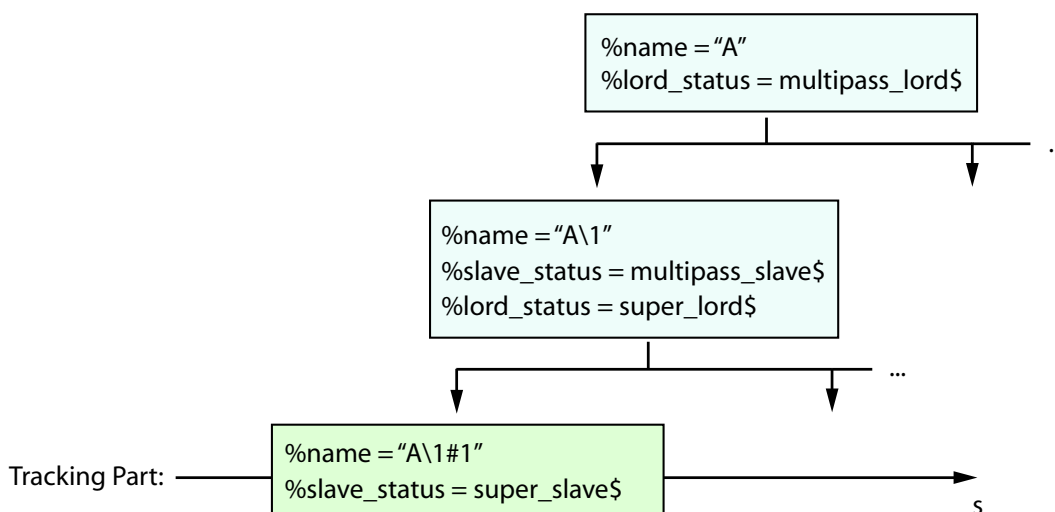 %name = “A”
%lord_status = multipass_lord$
.
%name = “A\1”
%slave_status = multipass_slave$
%lord_status = super_lord$
...
%name = “A\1#1”
Tracking Part:
%slave_status = super_slave$
s